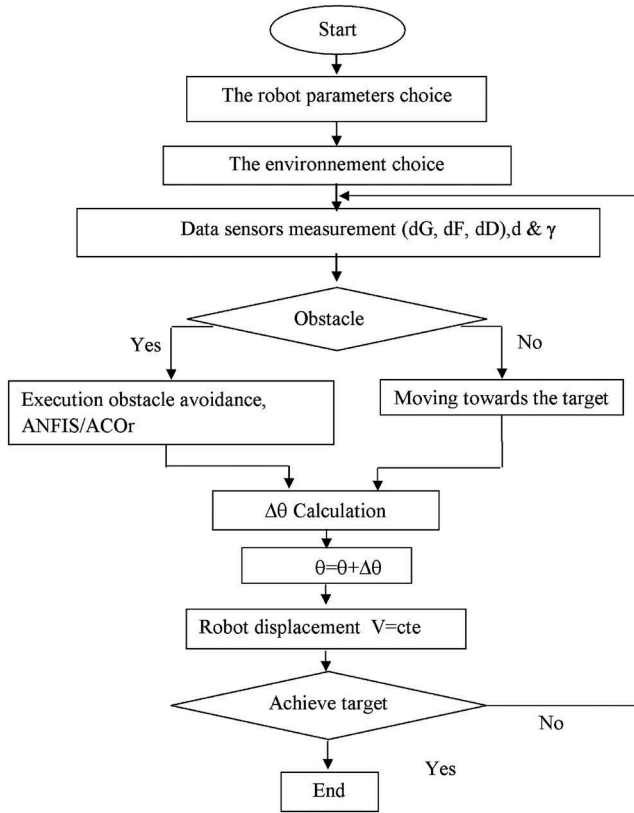 Start
The robot parameters choice
The environnement choice
Data sensors measurement (dG, dF, dD),d & γ
Obstacle
Yes
No
Execution obstacle avoidance,
ANFIS/ACOr
Moving towards the target
Δθ Calculation
θ=θ+Δθ
Robot displacement V=cte
Achieve target
No
Yes
End